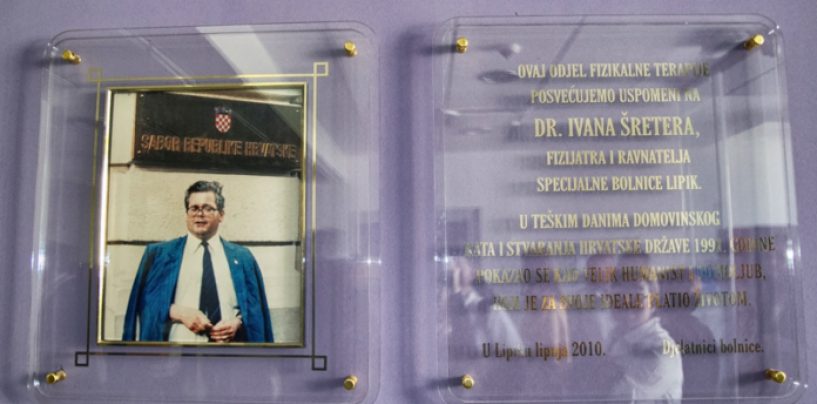 SABOR REPUBLIKE HRVATSKE
OVAJ ODJEL FIZIKALNE TERAPIJE
POSVEĆUJEMO USPOMENI NA
DR. IVANA ŠRETERA,
FIZIJATRA I RAVNATELJA
SPECIJALNE BOLNICE LIPIK.
U TEŠKIM DANIMA DOMOVINSKOG
RATA I STVARANJA HRVATSKE DRŽAVE GODINE
POKAZAO SE KAO VELIK HUMANIST I
KOJI JE ZA SVOJE IDEALE PLATIO ŽIVOTOM.
U Lipiku lipnja 2010. Djelatnici bolnice.